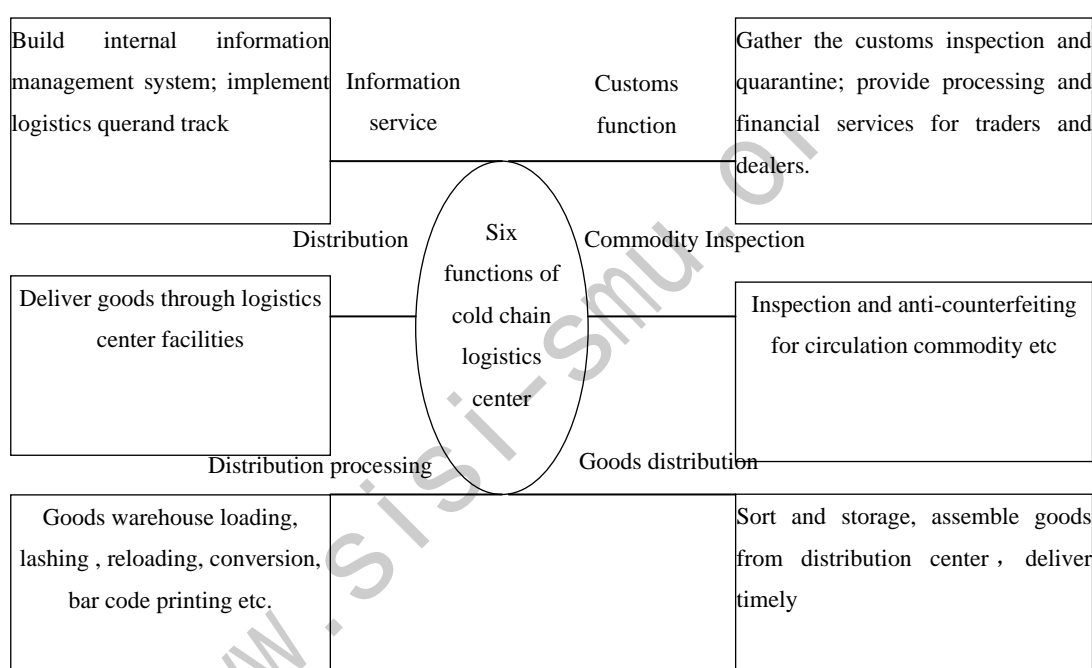 Build internal information
management system; implement
logistics querand track
Information
service
Customs
function
Gather the customs inspection and
quarantine; provide processing and
financial services for traders and
dealers.
Distribution
Six
functions of
cold chain
logistics
center
Commodity Inspection
Deliver goods through logistics
center facilities
Inspection and anti-counterfeiting
for circulation commodity etc
Distribution processing
Goods distribution
Goods warehouse loading,
lashing , reloading, conversion,
bar code printing etc.
Sort and storage, assemble goods
from distribution center ，deliver
timely
w.sisi-smu.or